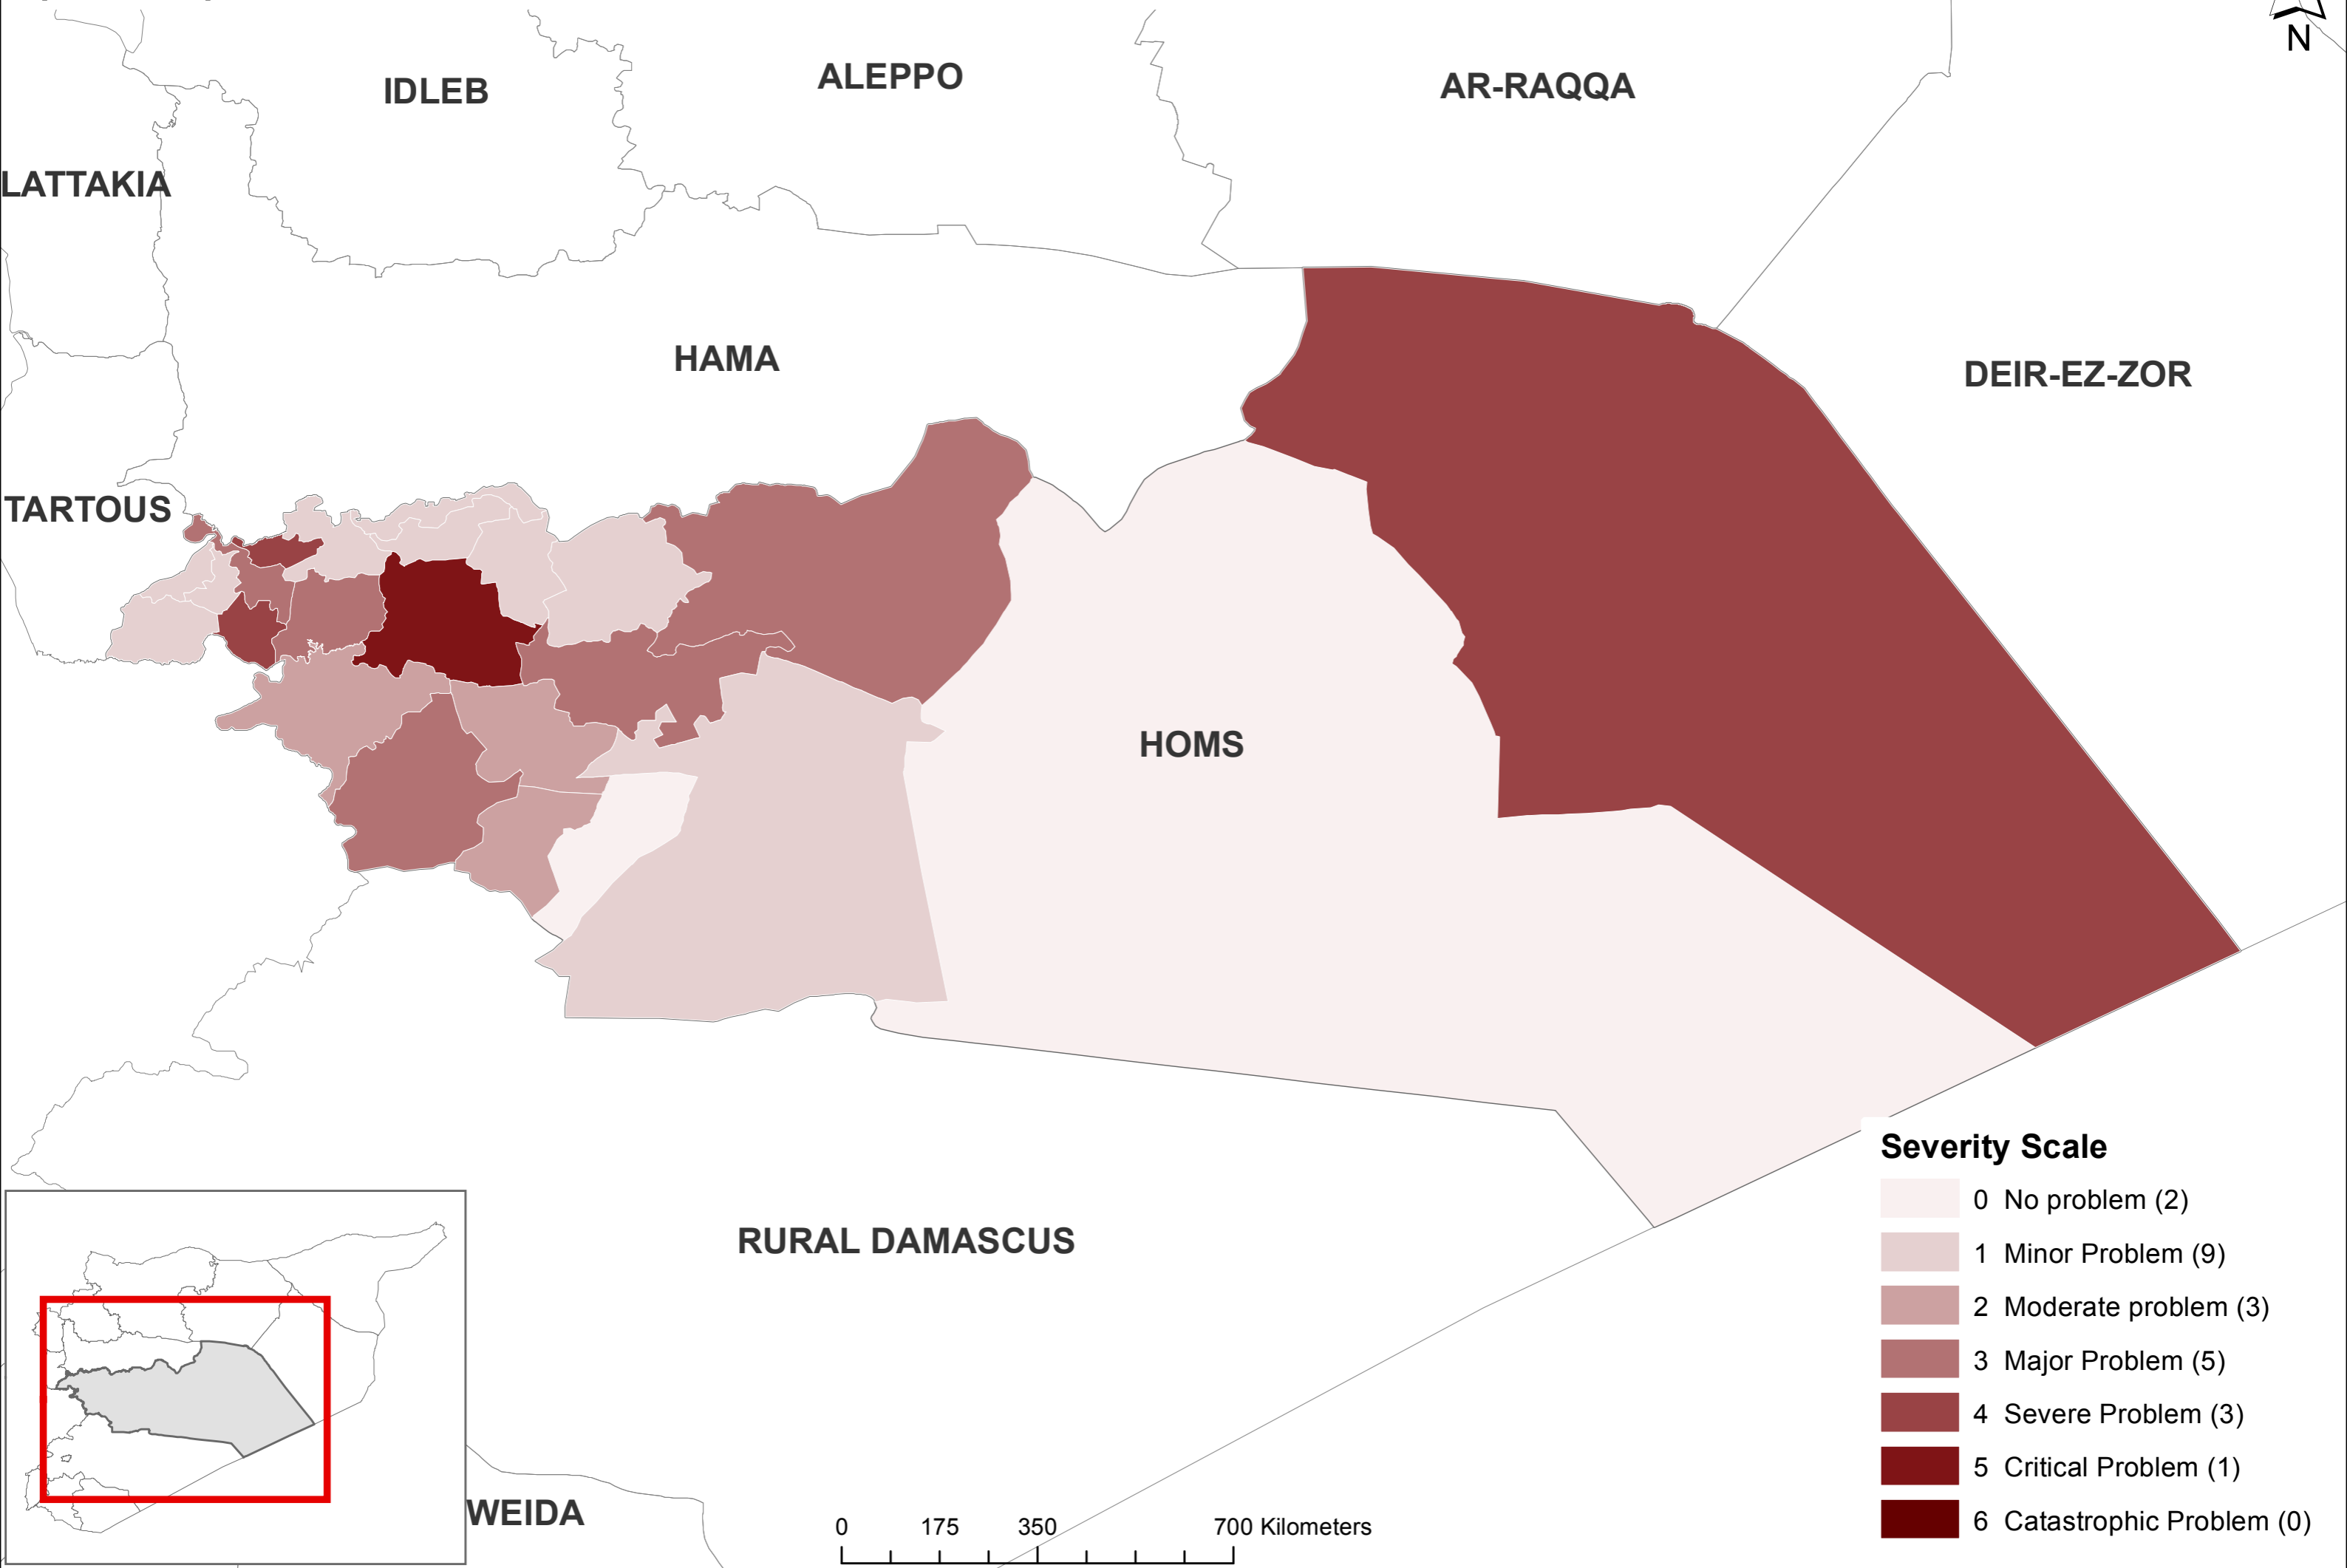 N
IDLEB
ALEPPO
AR-RAQQA
LATTAKIA
HAMA
DEIR-EZ-ZOR
TARTOUS
HOMS
RURAL DAMASCUS
WEIDA
Severity Scale
0 No problem (2)
1 Minor Problem (9)
2 Moderate problem (3)
3 Major Problem (5)
4 Severe Problem (3)
5 Critical Problem (1)
6 Catastrophic Problem (0)
0 175 350 700 Kilometers